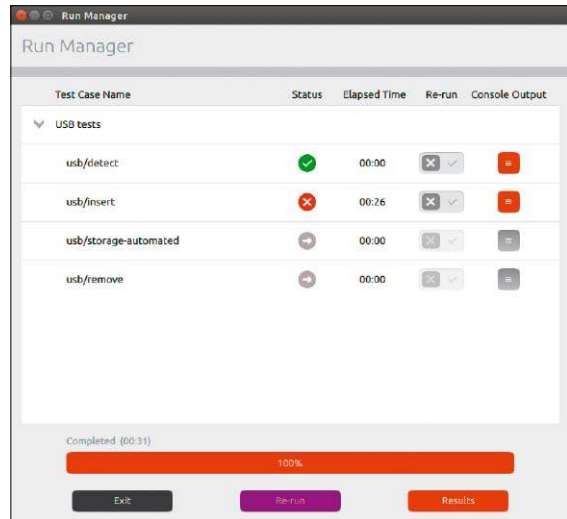 Run Manager
Run Manager
Test Case Name Status Elapsed Time Re-run Console Output
USB tests
usb/detect 00:00
usb/insert 00:26
usb/storage-automated 00:00
usb/remove 00:00
Completed (00:31)
100%
Exit Re-run Results